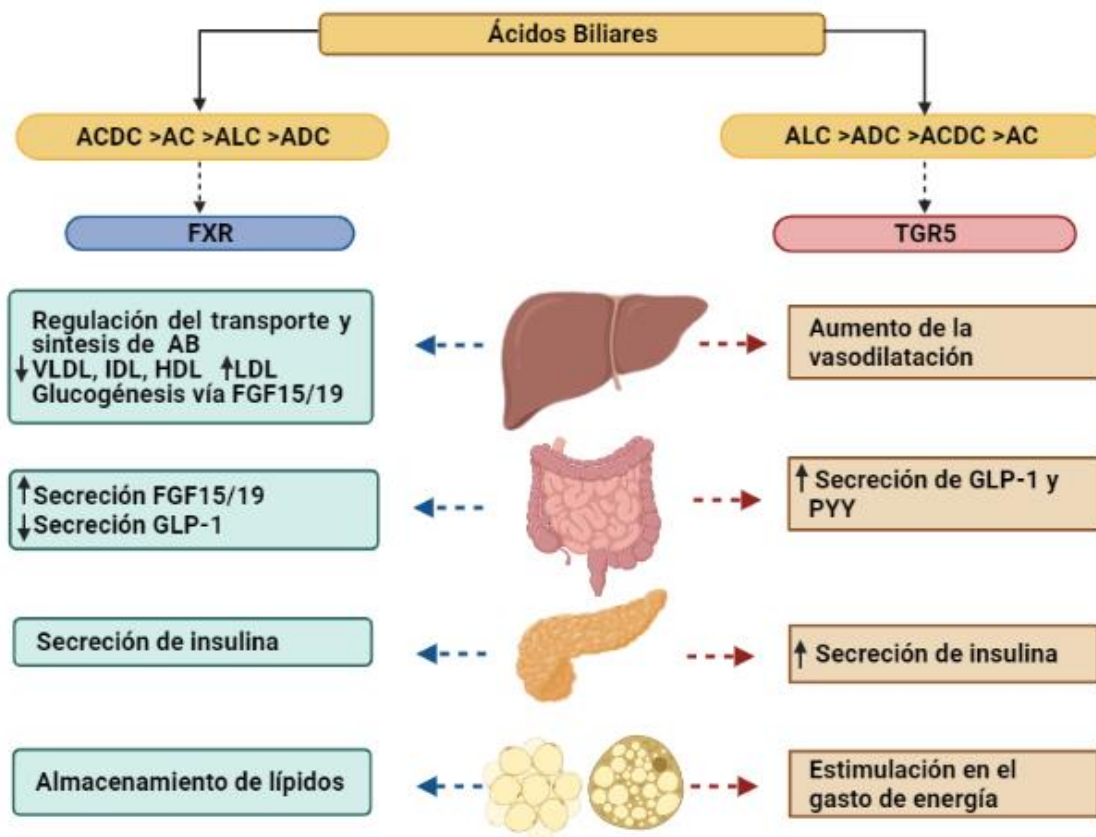 Ácidos Biliares
ACDC >AC >ALC >ADC
ALC >ADC >ACDC >AC
FXR
TGR5
Regulación del transporte y
sintesis de AB
↓VLDL, IDL, HDL ↑LDL
Glucogénesis vía FGF15/19
Aumento de la
vasodilatación
↑Secreción FGF15/19
↓Secreción GLP-1
↑ Secreción de GLP-1 y
PYY
Secreción de insulina
↑ Secreción de insulina
Almacenamiento de lípidos
Estimulación en el
gasto de energía